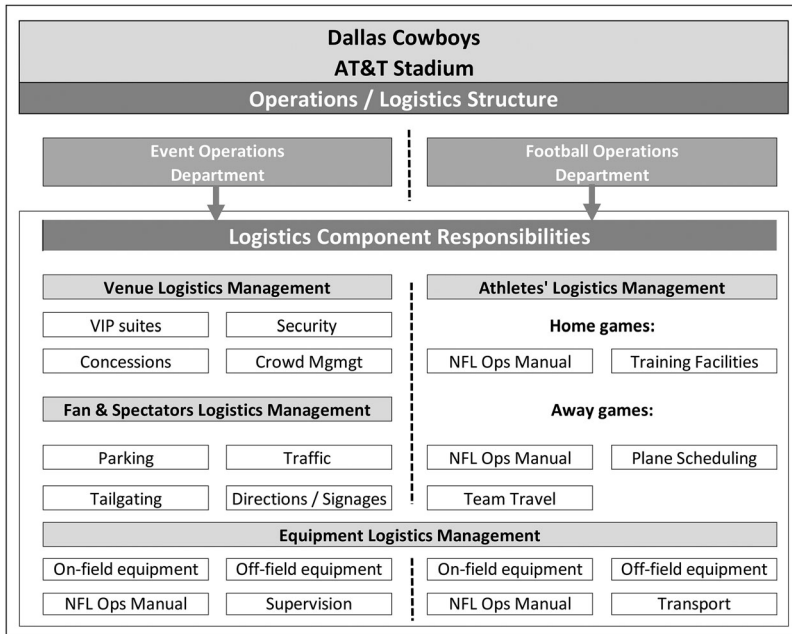 Dallas Cowboys
AT&T Stadium
Operations / Logistics Structure
Event Operations
Department
Football Operations
Department
Logistics Component Responsibilities
Venue Logistics Management
Athletes' Logistics Management
VIP suites
Security
Home games:
Concessions
Crowd Mgmgt
NFL Ops Manual
Training Facilities
Fan & Spectators Logistics Management
Away games:
Parking
Traffic
NFL Ops Manual
Plane Scheduling
Tailgating
Directions / Signages
Team Travel
Equipment Logistics Management
On-field equipment
Off-field equipment
On-field equipment
Off-field equipment
NFL Ops Manual
Supervision
NFL Ops Manual
Transport